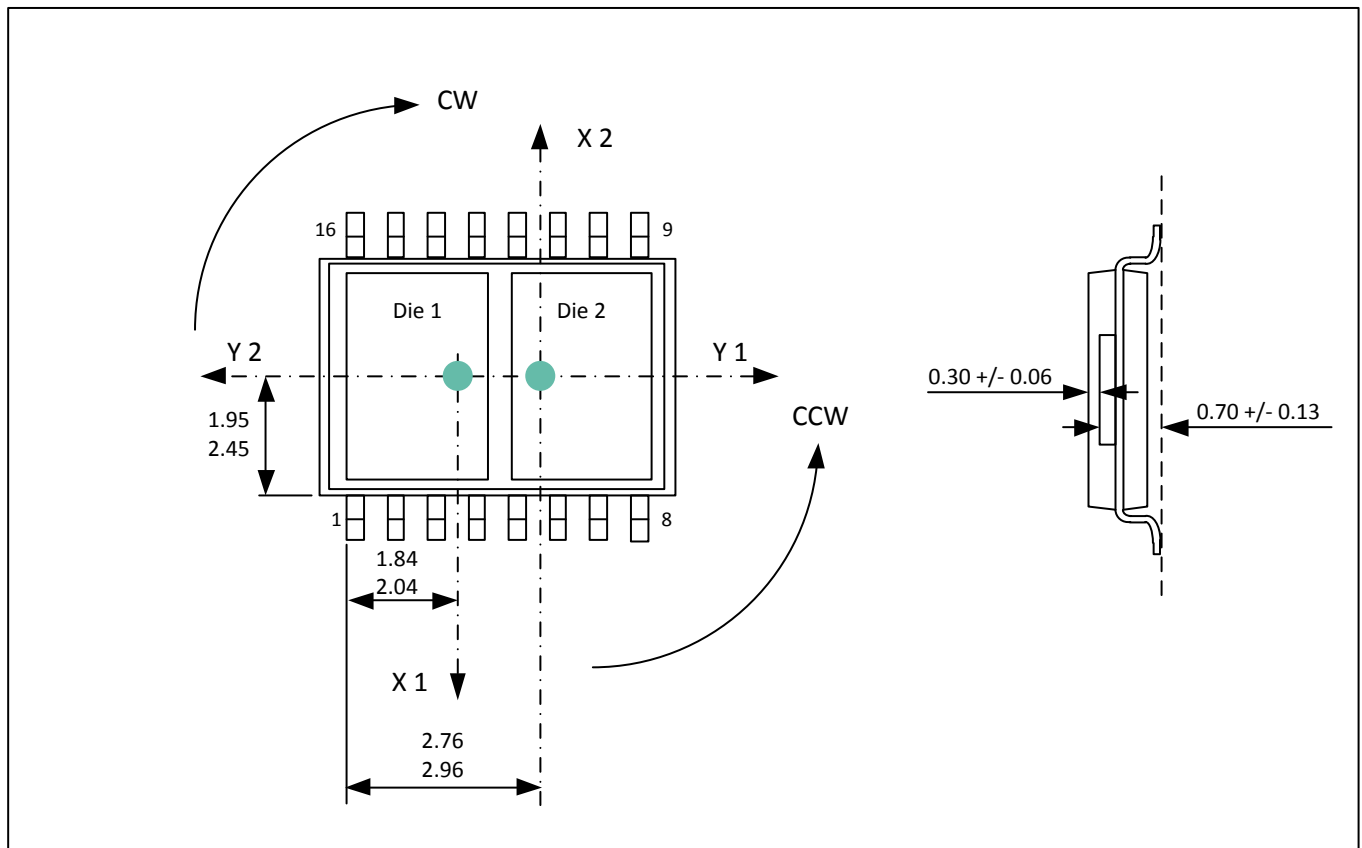 CW
X 2
16
9
Die 1
Die 2
Y 2
Y 1
1.95
2.45
CCW
0.30 +/- 0.06
0.70 +/- 0.13
1
8
1.84
2.04
X 1
2.76
2.96